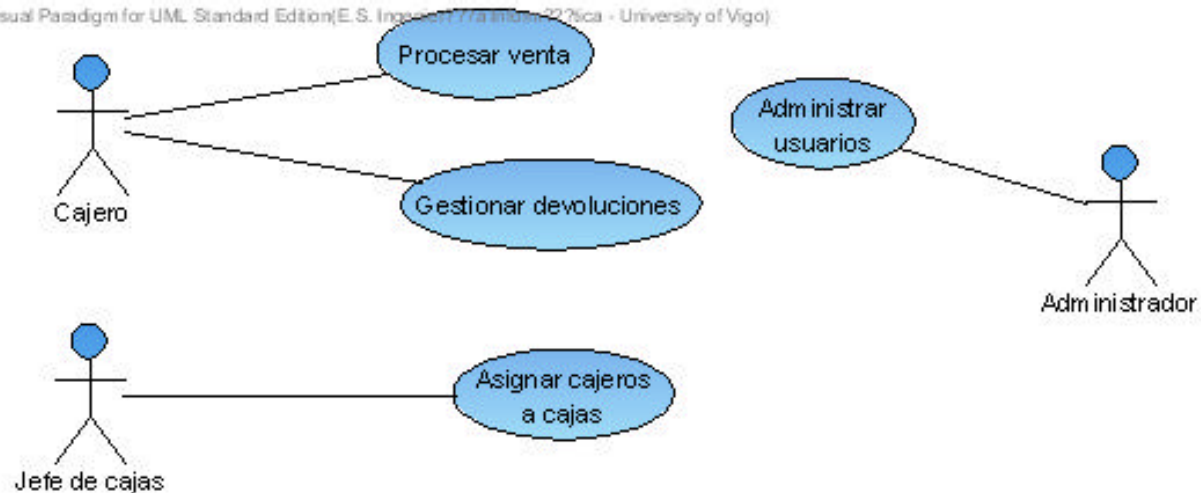 sual Paradigm for UML Standard Edition(E.S. - University of Vigo)
Procesar venta
Administrar
usuarios
Gestionar devoluciones
Cajero
Administrador
Asignar cajeros
a cajas
Jefe de cajas